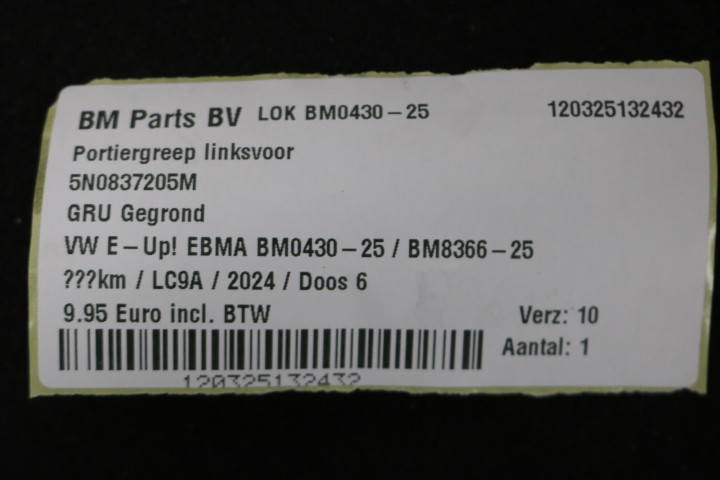 BM Parts BV LOK BM0430-25 120325132432
Portiergreep linksvoor
5N0837205M
GRU Gegrond
VW E-Up! EBMA BM0430-25 / BM8366-25
???km / LC9A / 2024 / Doos 6
9.95 Euro incl. BTW Verz: 10
Aantal: 1
120325132432